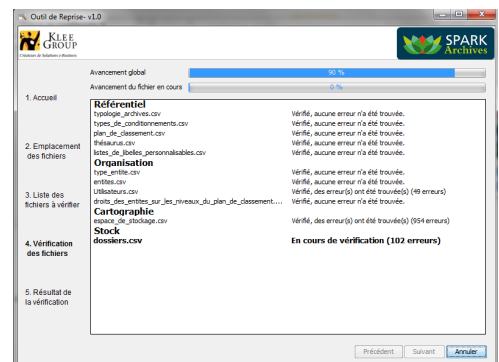 Outil de Reprise- v1.0
KLEE GROUP
Créateurs de Solutions e-Business
SPARK Archives
Avancement global 90 %
Avancement du fichier en cours 0 %
1. Accueil
2. Emplacement
des fichiers
3. Liste des
fichiers à vérifier
4. Vérification
des fichiers
5. Résultat de
la vérification
Référentiel
typologie_archives.csv Vérifié, aucune erreur n'a été trouvée.
types_de_conditionnements.csv Vérifié, aucune erreur n'a été trouvée.
plan_de_classement.csv Vérifié, aucune erreur n'a été trouvée.
thésaurus.csv Vérifié, aucune erreur n'a été trouvée.
listes_de_libelles_personnalisables.csv Vérifié, aucune erreur n'a été trouvée.
Organisation
type_entite.csv Vérifié, aucune erreur n'a été trouvée.
entites.csv Vérifié, aucune erreur n'a été trouvée.
Utilisateurs.csv Vérifié, des erreur(s) ont été trouvée(s) (49 erreurs)
droits_des_entites_sur_les_niveaux_du_plan_de_classement.... Vérifié, aucune erreur n'a été trouvée.
Cartographie
espace_de_stockage.csv Vérifié, des erreur(s) ont été trouvée(s) (954 erreurs)
Stock
dossiers.csv En cours de vérification (102 erreurs)
Précédent Suivant Annuler